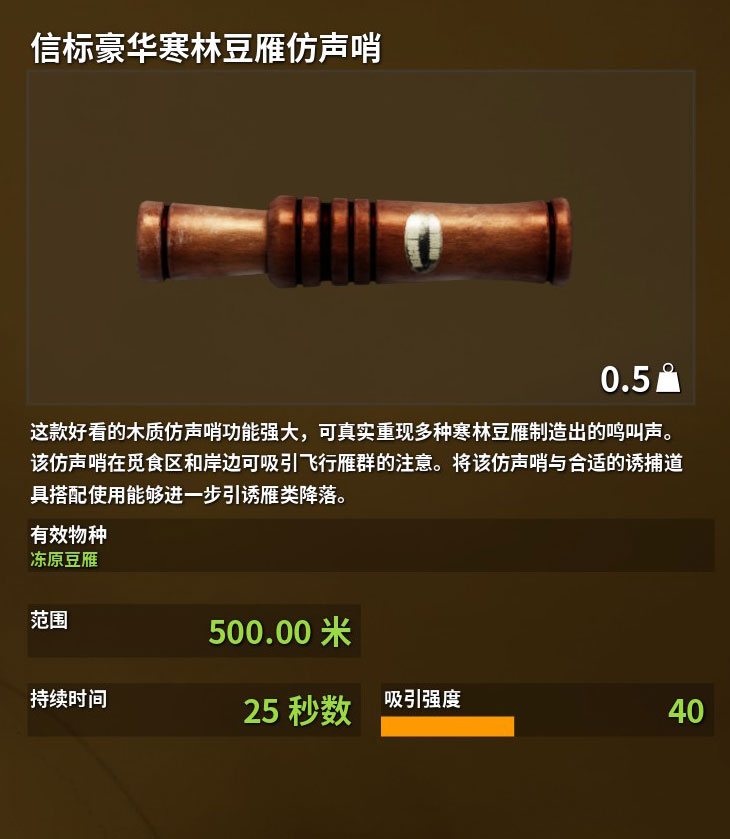 信标豪华寒林豆雁仿声哨
0.5
这款好看的木质仿声哨功能强大，可真实重现多种寒林豆雁制造出的鸣叫声。
该仿声哨在觅食区和岸边可吸引飞行雁群的注意。将该仿声哨与合适的诱捕道
具搭配使用能够进一步引诱雁类降落。
有效物种
冻原豆雁
范围
500.00 米
持续时间
25 秒数
吸引强度
40